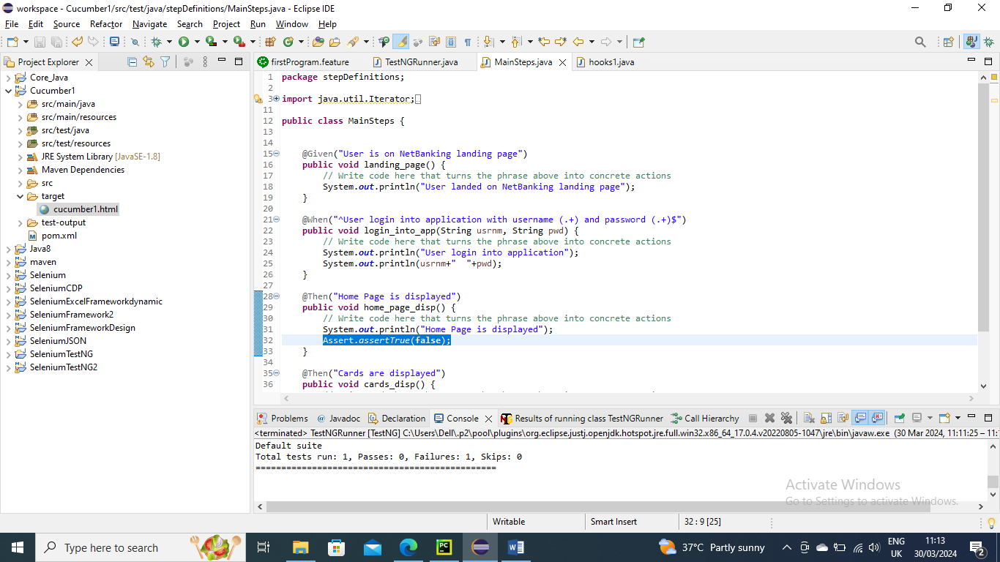 workspace - Cucumber1/src/test/java/stepDefinitions/MainSteps.java - Eclipse IDE
File Edit Source Refactor Navigate Search Project Run Window Help
Project Explorer
Core_Java
Cucumber1
src/main/java
src/main/resources
src/test/java
src/test/resources
JRE System Library [JavaSE-1.8]
Maven Dependencies
src
target
cucumber1.html
test-output
pom.xml
Java8
maven
Selenium
SeleniumCDP
SeleniumExcelFrameworkdynamic
SeleniumFramework2
SeleniumFrameworkDesign
SeleniumJSON
SeleniumTestNG
SeleniumTestNG2
firstProgram.feature TestNGRunner.java MainSteps.java hooks1.java
1 package stepDefinitions;
2
3 import java.util.Iterator;
11
12 public class MainSteps {
13
14
15 @Given("User is on NetBanking landing page")
16 public void landing_page() {
17 // Write code here that turns the phrase above into concrete actions
18 System.out.println("User landed on NetBanking landing page");
19 }
20
21 @When("^User login into application with username (.+) and password (.+)$")
22 public void login_into_app(String usrnm, String pwd) {
23 // Write code here that turns the phrase above into concrete actions
24 System.out.println("User login into application");
25 System.out.println(usrnm+"  "+pwd);
26 }
27
28 @Then("Home Page is displayed")
29 public void home_page_disp() {
30 // Write code here that turns the phrase above into concrete actions
31 System.out.println("Home Page is displayed");
32 Assert.assertTrue(false);
33 }
34
35 @Then("Cards are displayed")
36 public void cards_disp() {
Problems Javadoc Declaration Console Results of running class TestNGRunner Call Hierarchy
<terminated> TestNGRunner [TestNG] C:\Users\Dell\.p2\pool\plugins\org.eclipse.justj.openjdk.hotspot.jre.full.win32.x86_64_17.0.4.v20220805-1047\jre\bin\javaw.exe (30 Mar 2024, 11:11:25 – 11:
Default suite
Total tests run: 1, Passes: 0, Failures: 1, Skips: 0
===============================================
Activate Windows
Go to Settings to activate Windows.
Writable Smart Insert 32 : 9 [25]
Type here to search
37°C Partly sunny
ENG
UK
11:13
30/03/2024
2